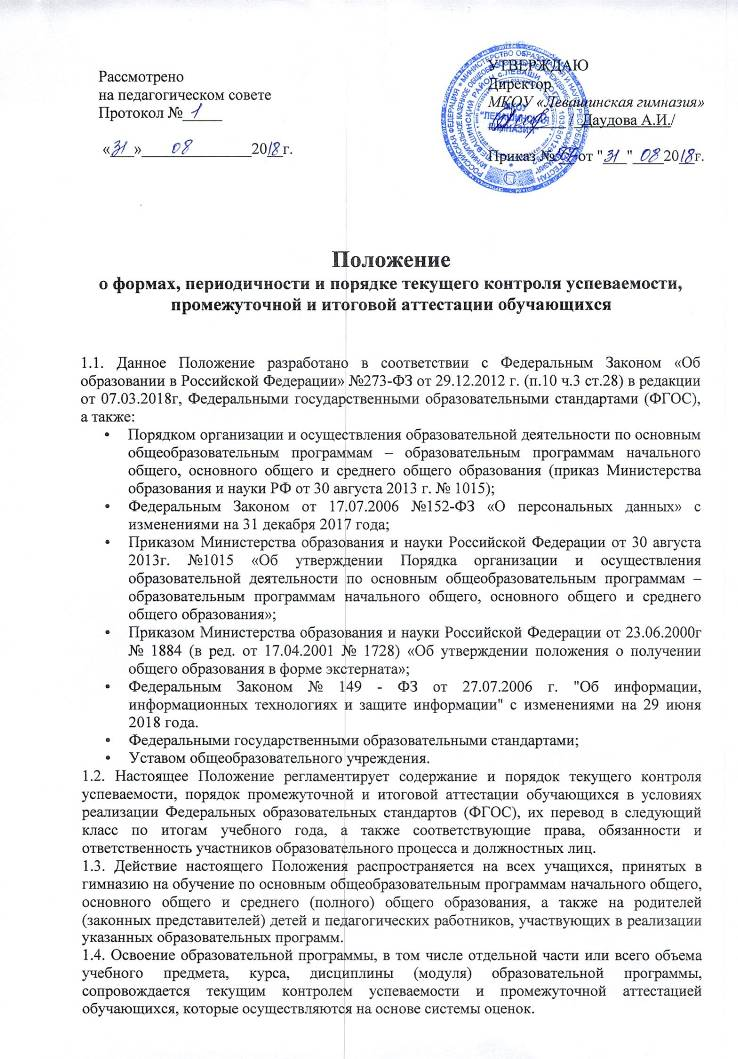 Рассмотрено
на педагогическом совете
Протокол № 1
«31» 08 2018 г.
УТВЕРЖДАЮ
Директор
МКОУ «Левашинская гимназия»
/ Даудова А.И./
Приказ № от "31" 08 2018г.
Положение
о формах, периодичности и порядке текущего контроля успеваемости,
промежуточной и итоговой аттестации обучающихся
1.1. Данное Положение разработано в соответствии с Федеральным Законом «Об
образовании в Российской Федерации» №273-ФЗ от 29.12.2012 г. (п.10 ч.3 ст.28) в редакции
от 07.03.2018г, Федеральными государственными образовательными стандартами (ФГОС),
а также:
• Порядком организации и осуществления образовательной деятельности по основным
общеобразовательным программам – образовательным программам начального
общего, основного общего и среднего общего образования (приказ Министерства
образования и науки РФ от 30 августа 2013 г. № 1015);
• Федеральным Законом от 17.07.2006 №152-ФЗ «О персональных данных» с
изменениями на 31 декабря 2017 года;
• Приказом Министерства образования и науки Российской Федерации от 30 августа
2013г. №1015 «Об утверждении Порядка организации и осуществления
образовательной деятельности по основным общеобразовательным программам –
образовательным программам начального общего, основного общего и среднего
общего образования»;
• Приказом Министерства образования и науки Российской Федерации от 23.06.2000г
№ 1884 (в ред. от 17.04.2001 № 1728) «Об утверждении положения о получении
общего образования в форме экстерната»;
• Федеральным Законом № 149 - ФЗ от 27.07.2006 г. "Об информации,
информационных технологиях и защите информации" с изменениями на 29 июня
2018 года.
• Федеральными государственными образовательными стандартами;
• Уставом общеобразовательного учреждения.
1.2. Настоящее Положение регламентирует содержание и порядок текущего контроля
успеваемости, порядок промежуточной и итоговой аттестации обучающихся в условиях
реализации Федеральных образовательных стандартов (ФГОС), их перевод в следующий
класс по итогам учебного года, а также соответствующие права, обязанности и
ответственность участников образовательного процесса и должностных лиц.
1.3. Действие настоящего Положения распространяется на всех учащихся, принятых в
гимназию на обучение по основным общеобразовательным программам начального общего,
основного общего и среднего (полного) общего образования, а также на родителей
(законных представителей) детей и педагогических работников, участвующих в реализации
указанных образовательных программ.
1.4. Освоение образовательной программы, в том числе отдельной части или всего объема
учебного предмета, курса, дисциплины (модуля) образовательной программы,
сопровождается текущим контролем успеваемости и промежуточной аттестацией
обучающихся, которые осуществляются на основе системы оценок.